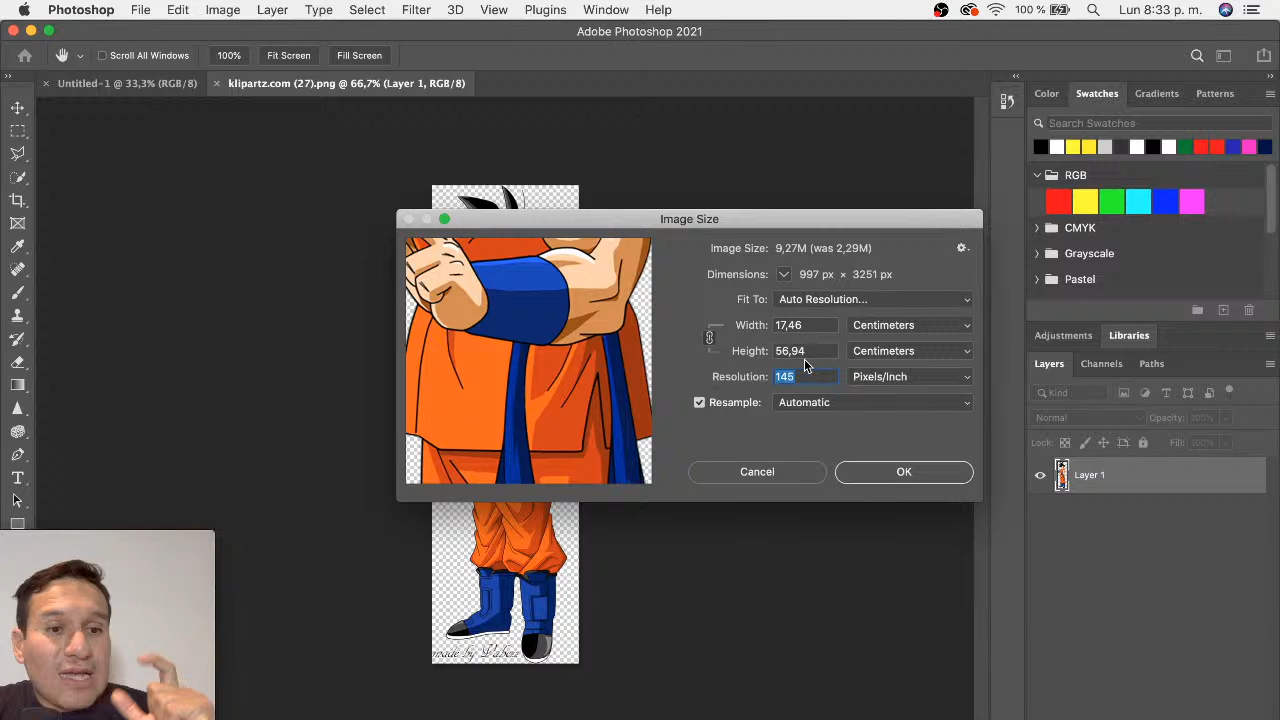 Photoshop File Edit Image Layer Type Select Filter 3D View Plugins Window Help 100 % Lun 8:33 p. m.
Adobe Photoshop 2021
Scroll All Windows 100% Fit Screen Fill Screen
× Untitled-1 @ 33,3% (RGB/8) × klipartz.com (27).png @ 66,7% (Layer 1, RGB/8)
Color Swatches Gradients Patterns
Search Swatches
RGB
CMYK
Grayscale
Pastel
Adjustments Libraries
Layers Channels Paths
Kind
Normal Opacity: 100%
Lock: Fill: 100%
Layer 1
Image Size
Image Size: 9,27M (was 2,29M)
Dimensions: 997 px × 3251 px
Fit To: Auto Resolution...
Width: 17,46 Centimeters
Height: 56,94 Centimeters
Resolution: 145 Pixels/Inch
Resample: Automatic
Cancel OK
made by